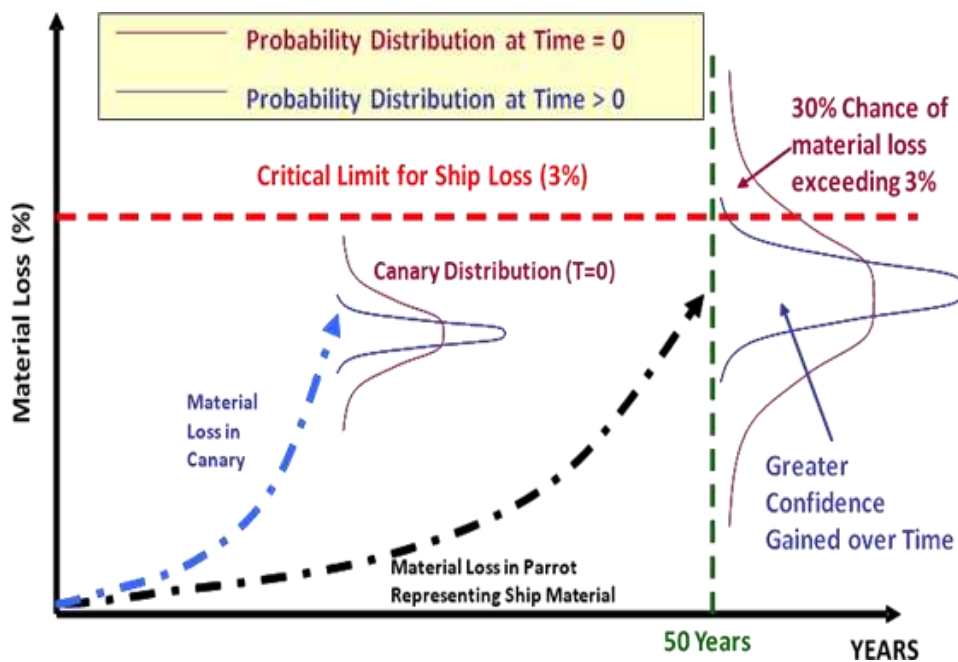 Probability Distribution at Time = 0
Probability Distribution at Time > 0
30% Chance of
material loss
exceeding 3%
Critical Limit for Ship Loss (3%)
Canary Distribution (T=0)
Material Loss (%)
Material
Loss in
Canary
Greater
Confidence
Gained over Time
Material Loss in Parrot
Representing Ship Material
50 Years
YEARS